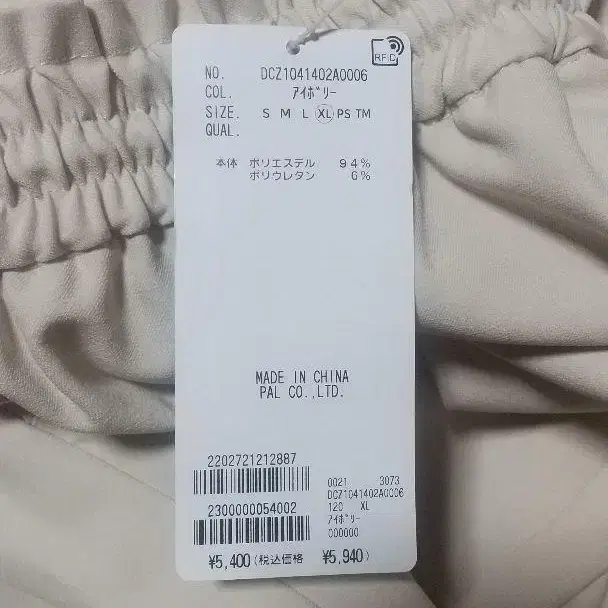 RFID
NO. DCZ1041402A0006
COL. アイボリー
SIZE. S M L XL PS TM
QUAL.
本体 ポリエステル 94%
ポリウレタン 6%
MADE IN CHINA
PAL CO.,LTD.
2202721212887
2300000054002
0021 3073
DCZ1041402A0006
120 XL
アイボリー
000000
¥5,400(税込価格 ¥5,940)